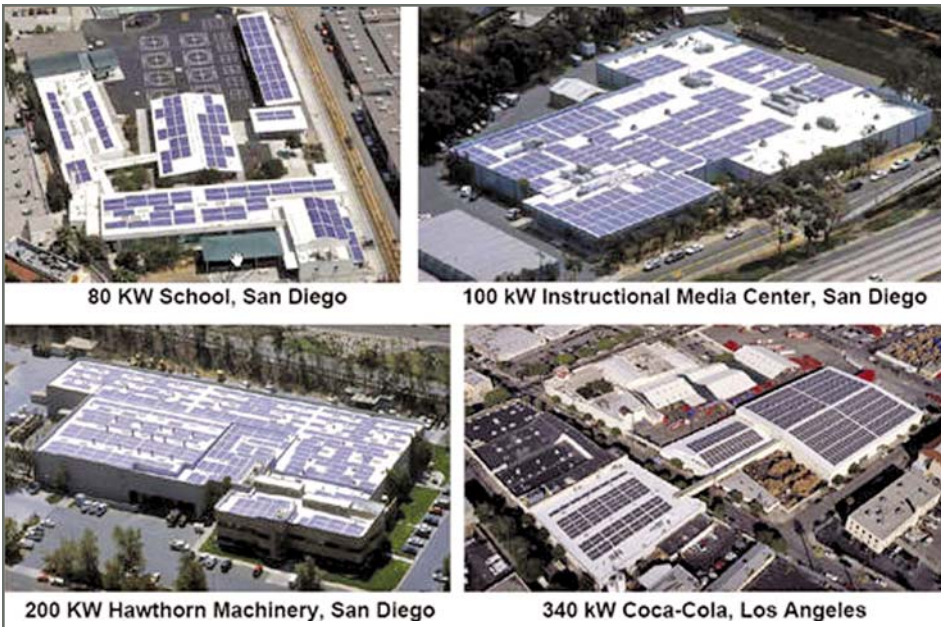 80 KW School, San Diego
100 kW Instructional Media Center, San Diego
200 KW Hawthorn Machinery, San Diego
340 kW Coca-Cola, Los Angeles